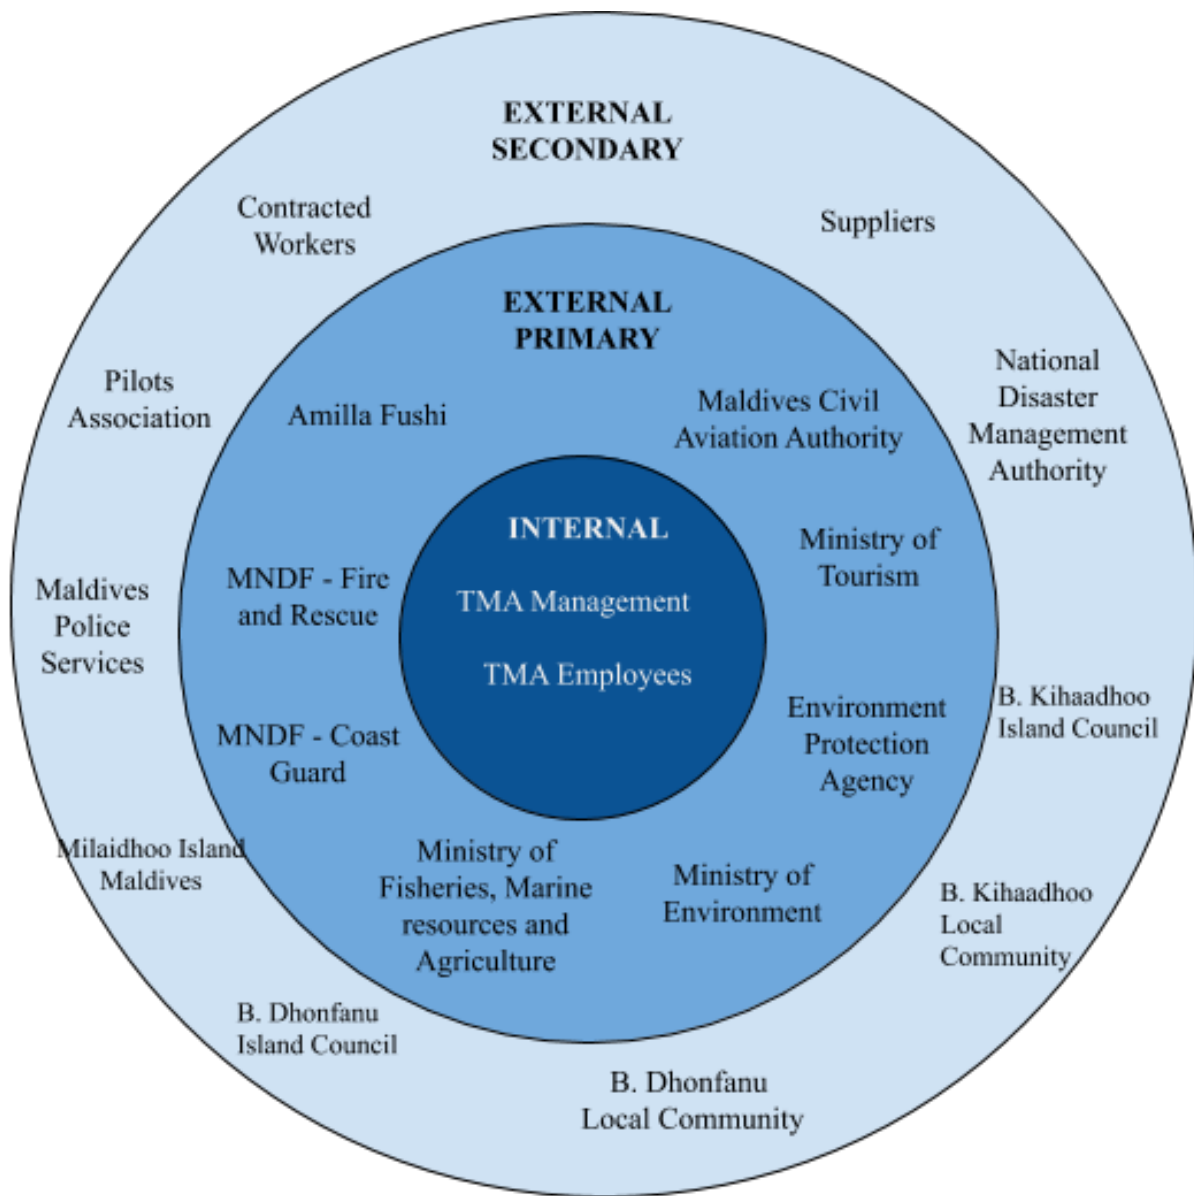 EXTERNAL
SECONDARY
Contracted
Workers
Suppliers
Pilots
Association
National
Disaster
Management
Authority
Maldives
Police
Services
B. Kihaadhoo
Island Council
Milaidhoo Island
Maldives
B. Kihaadhoo
Local
Community
B. Dhonfanu
Island Council
B. Dhonfanu
Local Community
EXTERNAL
PRIMARY
Amilla Fushi
Maldives Civil
Aviation Authority
MNDF - Fire
and Rescue
Ministry of
Tourism
MNDF - Coast
Guard
Environment
Protection
Agency
Ministry of
Fisheries, Marine
resources and
Agriculture
Ministry of
Environment
INTERNAL
TMA Management
TMA Employees